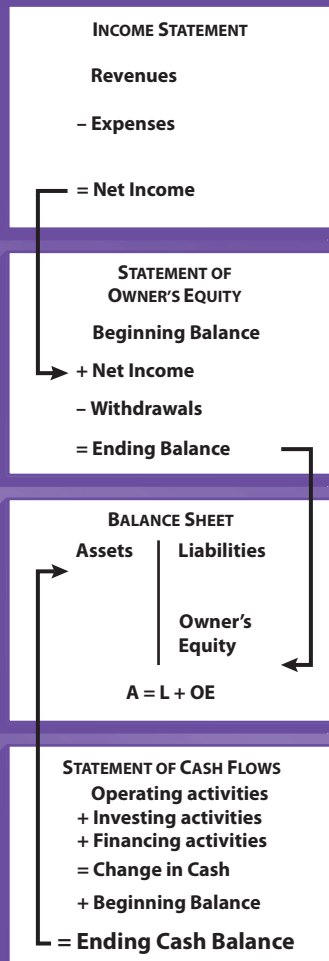 INCOME STATEMENT
Revenues
– Expenses
= Net Income
STATEMENT OF
OWNER'S EQUITY
Beginning Balance
+ Net Income
– Withdrawals
= Ending Balance
BALANCE SHEET
Assets Liabilities
Owner's
Equity
A = L + OE
STATEMENT OF CASH FLOWS
Operating activities
+ Investing activities
+ Financing activities
= Change in Cash
+ Beginning Balance
= Ending Cash Balance